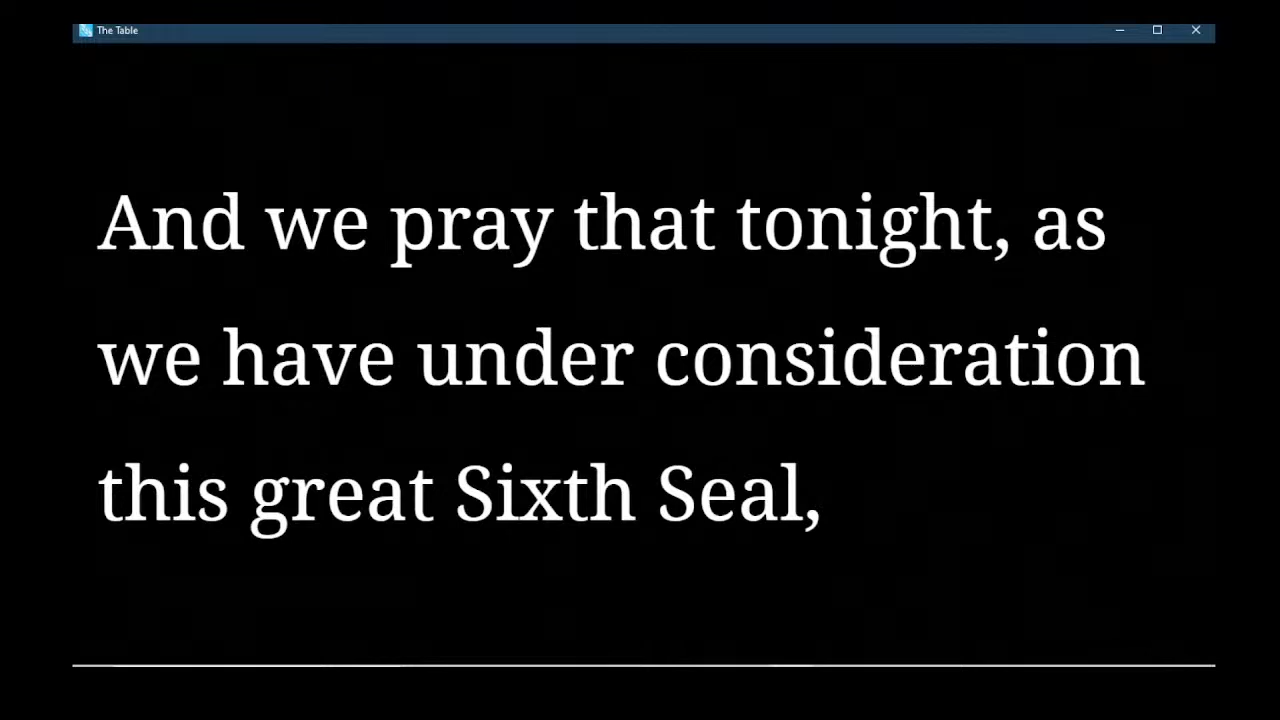 The Table
And we pray that tonight, as
we have under consideration
this great Sixth Seal,